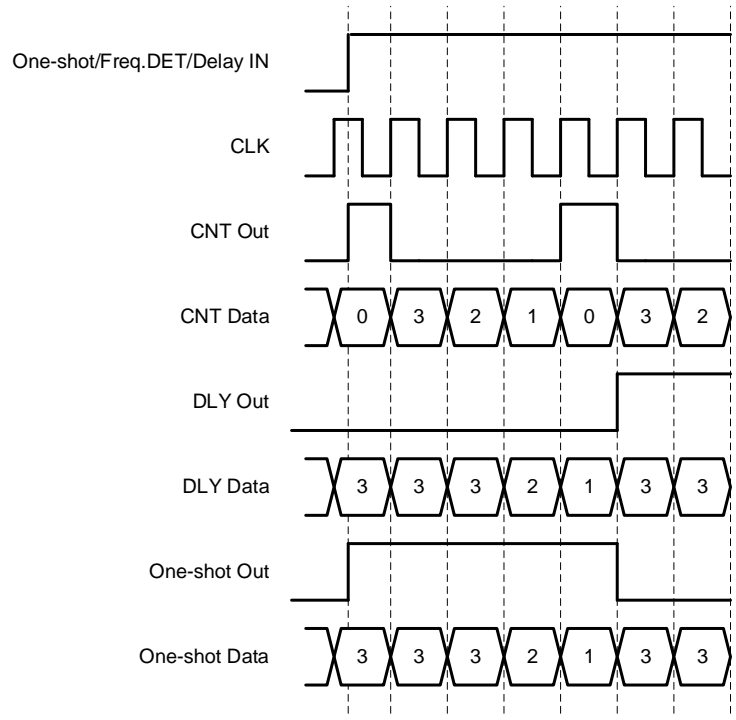 One-shot/Freq.DET/Delay IN
CLK
CNT Out
CNT Data 0 3 2 1 0 3 2
DLY Out
DLY Data 3 3 3 2 1 3 3
One-shot Out
One-shot Data 3 3 3 2 1 3 3